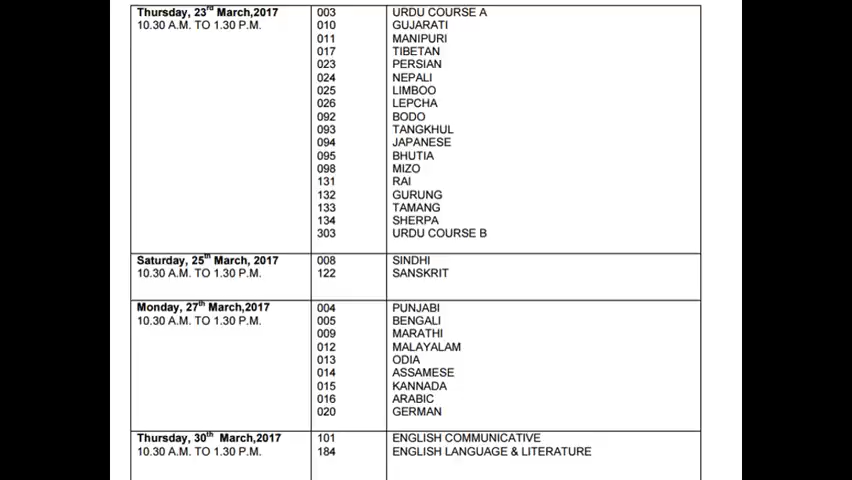 Thursday, 23rd March,2017 003 URDU COURSE A
10.30 A.M. TO 1.30 P.M. 010 GUJARATI
011 MANIPURI
017 TIBETAN
023 PERSIAN
024 NEPALI
025 LIMBOO
026 LEPCHA
092 BODO
093 TANGKHUL
094 JAPANESE
095 BHUTIA
098 MIZO
131 RAI
132 GURUNG
133 TAMANG
134 SHERPA
303 URDU COURSE B
Saturday, 25th March, 2017 008 SINDHI
10.30 A.M. TO 1.30 P.M. 122 SANSKRIT
Monday, 27th March,2017 004 PUNJABI
10.30 A.M. TO 1.30 P.M. 005 BENGALI
009 MARATHI
012 MALAYALAM
013 ODIA
014 ASSAMESE
015 KANNADA
016 ARABIC
020 GERMAN
Thursday, 30th March,2017 101 ENGLISH COMMUNICATIVE
10.30 A.M. TO 1.30 P.M. 184 ENGLISH LANGUAGE & LITERATURE